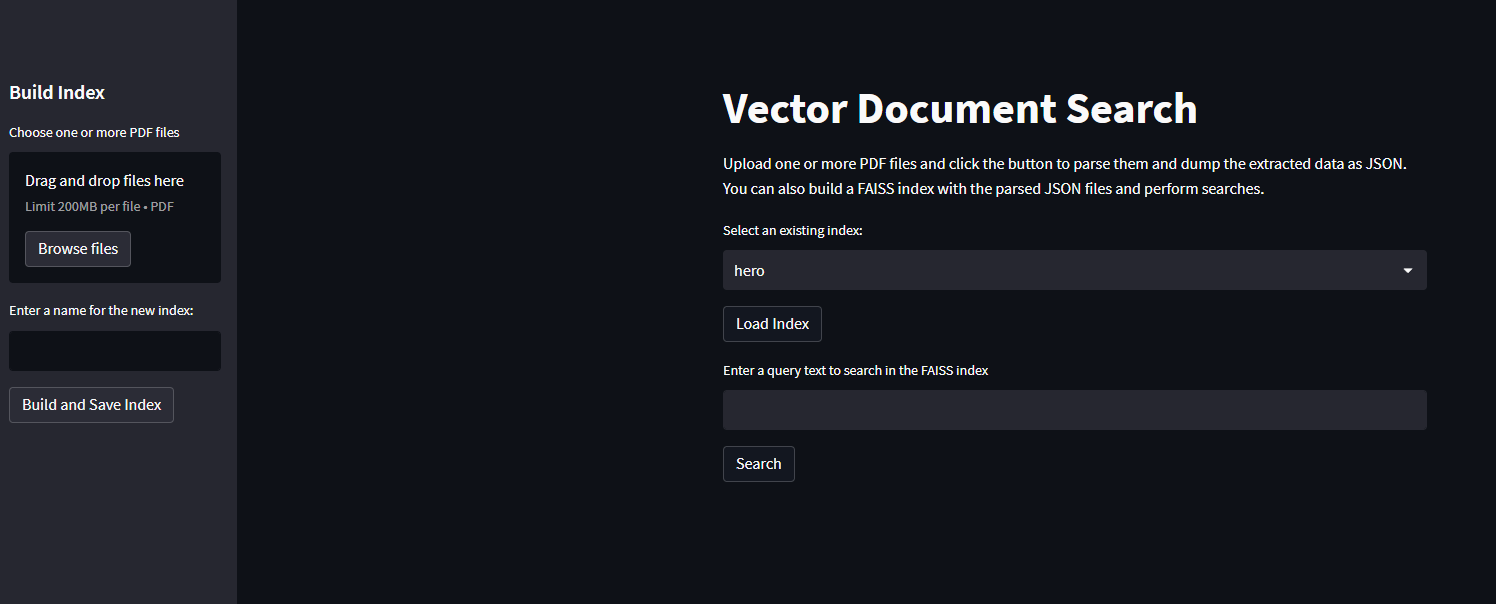 Build Index
Choose one or more PDF files
Drag and drop files here
Limit 200MB per file • PDF
Browse files
Enter a name for the new index:
Build and Save Index
Vector Document Search
Upload one or more PDF files and click the button to parse them and dump the extracted data as JSON.
You can also build a FAISS index with the parsed JSON files and perform searches.
Select an existing index:
hero
Load Index
Enter a query text to search in the FAISS index
Search